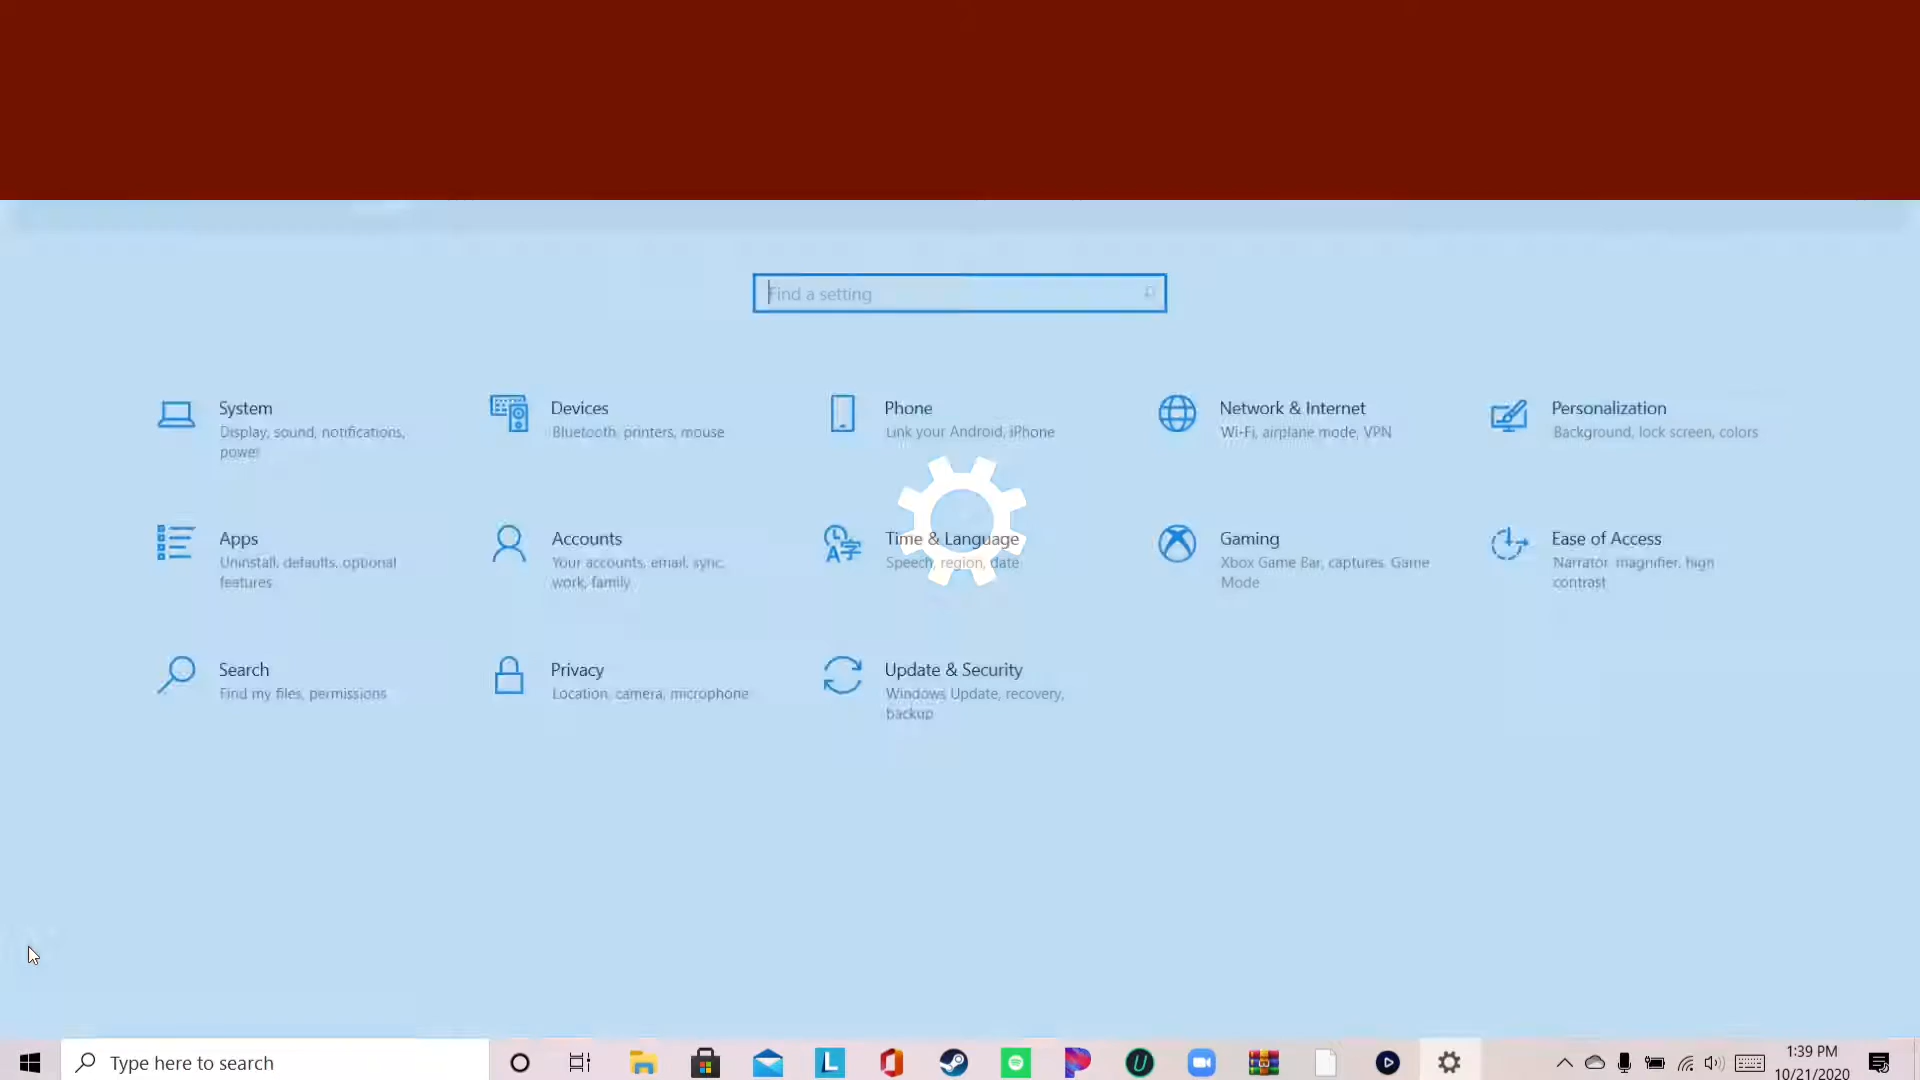 Find a setting
System
Display, sound, notifications,
power
Devices
Bluetooth, printers, mouse
Phone
Link your Android, iPhone
Network & Internet
Wi-Fi, airplane mode, VPN
Personalization
Background, lock screen, colors
Apps
Uninstall, defaults, optional
features
Accounts
Your accounts, email, sync,
work, family
Time & Language
Speech, region, date
Gaming
Xbox Game Bar, captures, Game
Mode
Ease of Access
Narrator, magnifier, high
contrast
Search
Find my files, permissions
Privacy
Location, camera, microphone
Update & Security
Windows Update, recovery,
backup
Type here to search
L
U
1:39 PM
10/21/2020